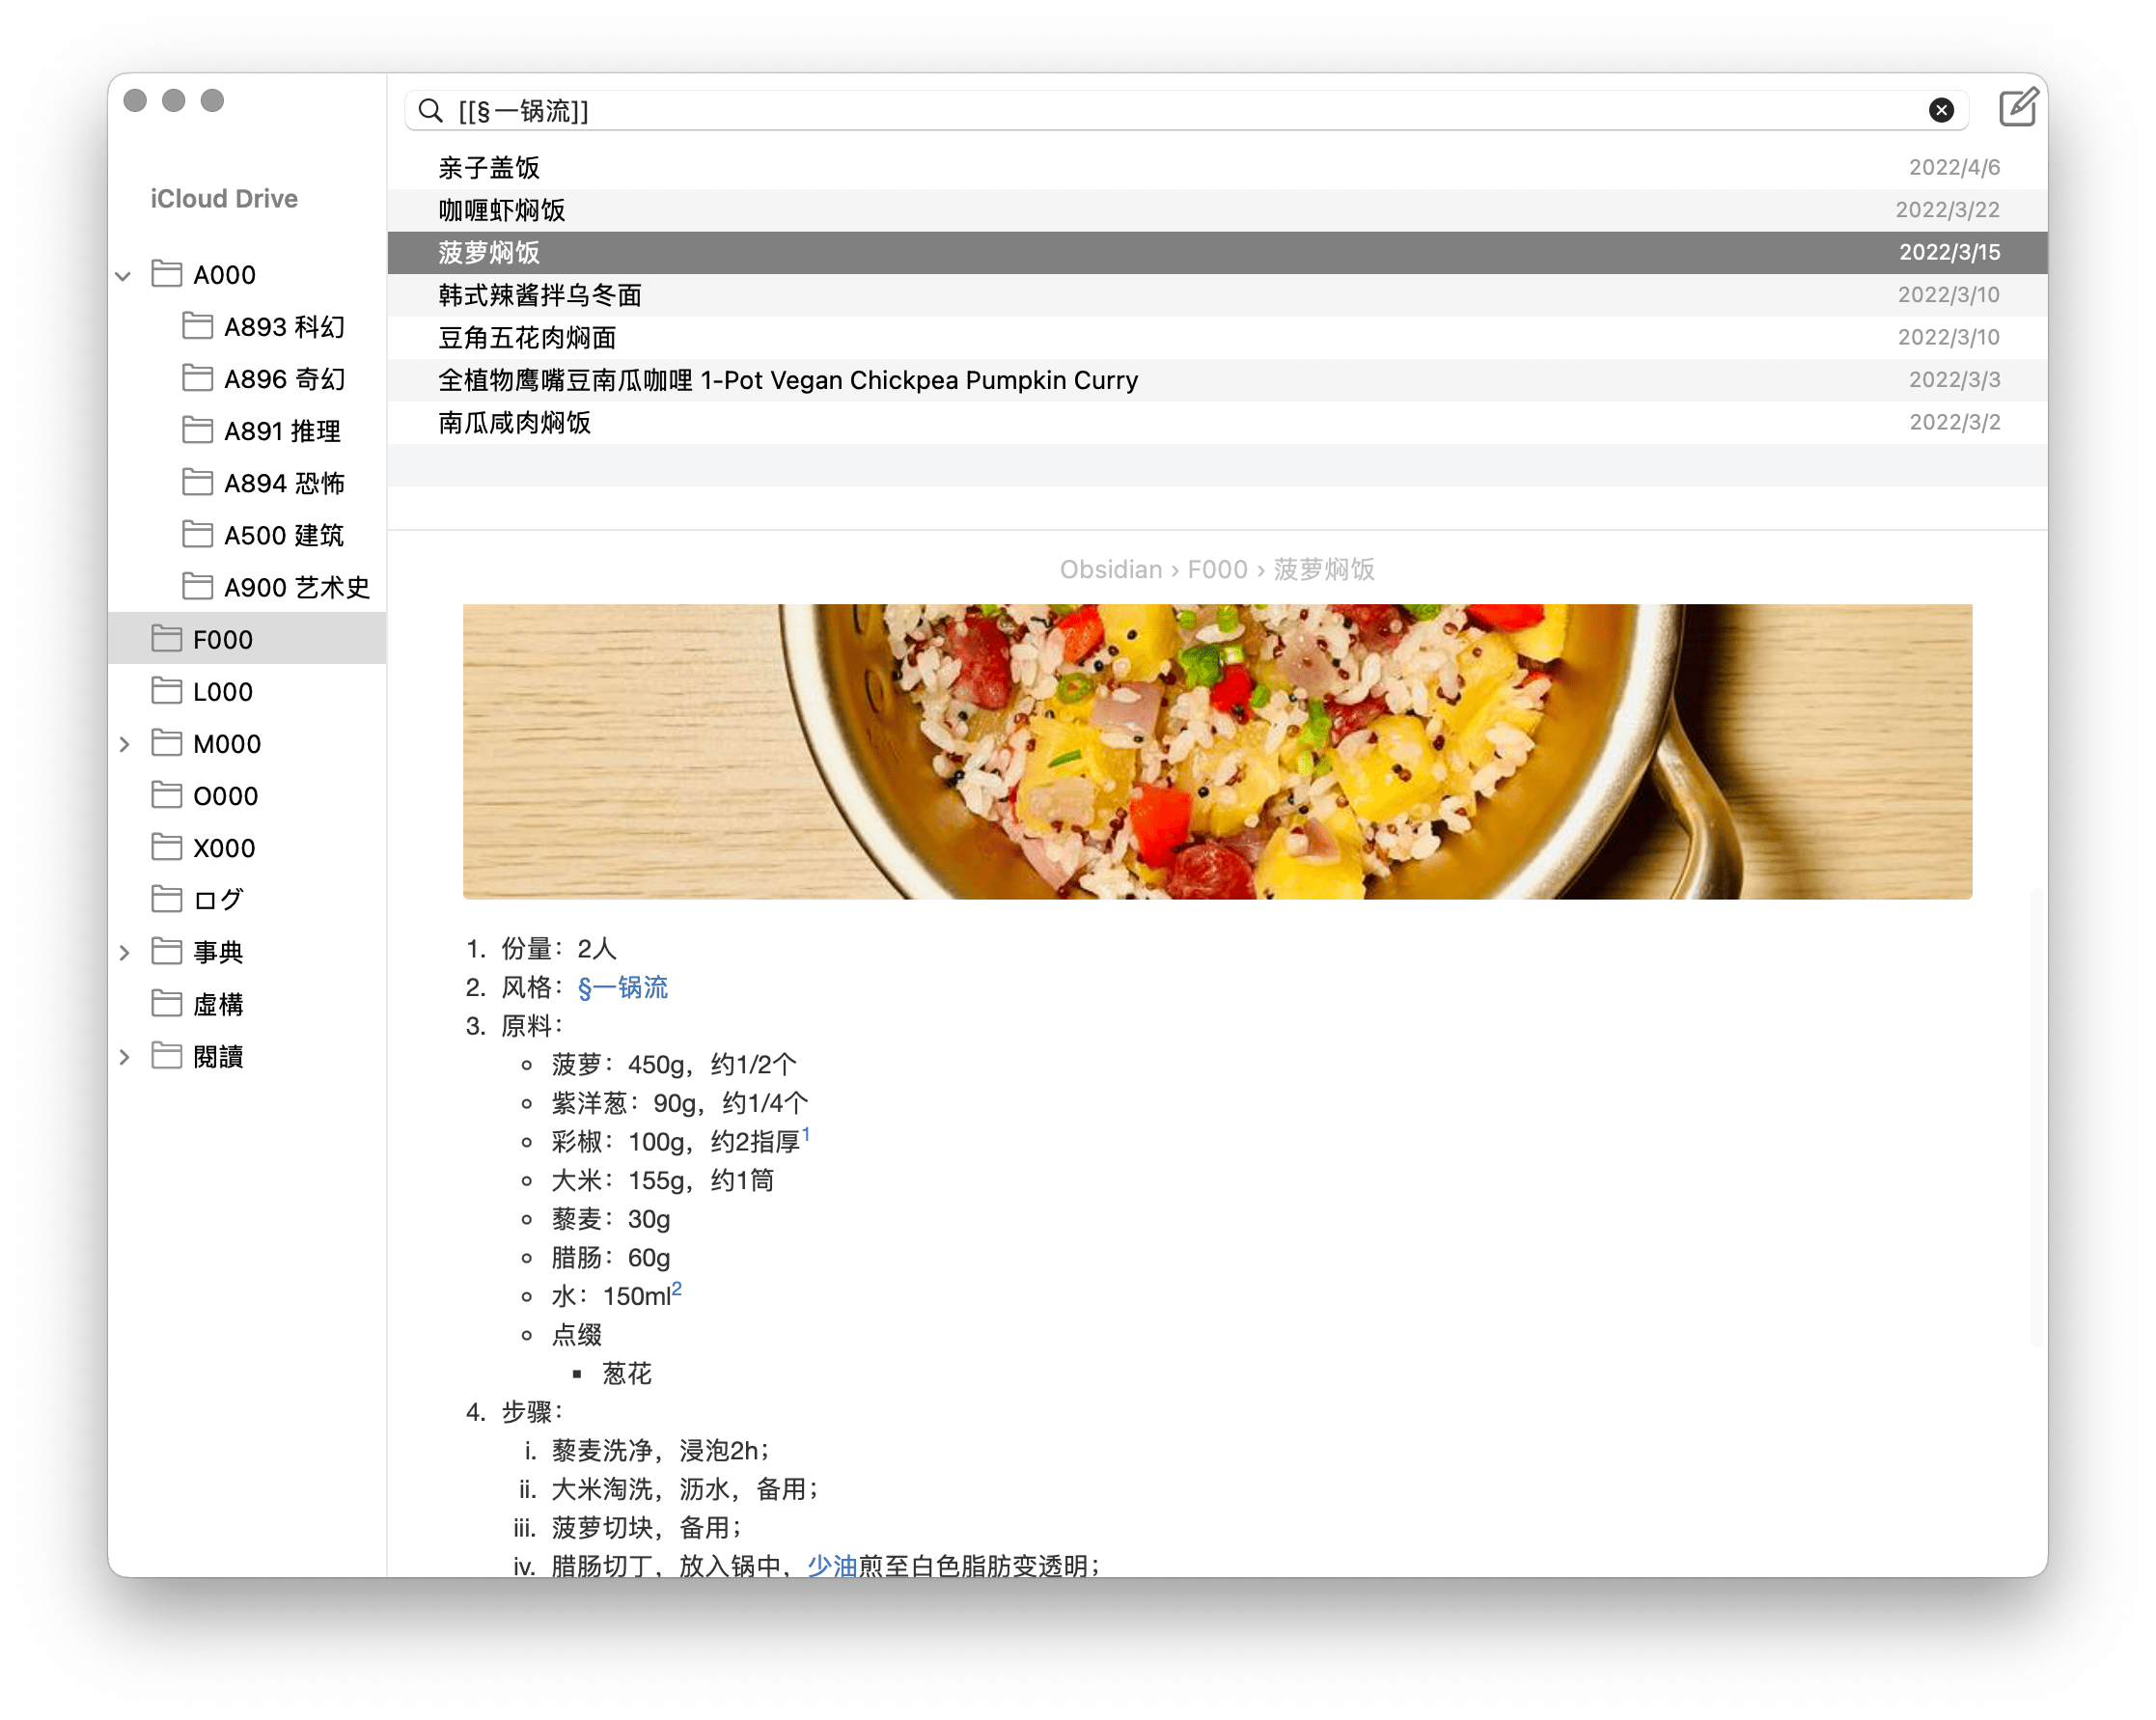 [[§一锅流]]
iCloud Drive
A000
A893 科幻
A896 奇幻
A891 推理
A894 恐怖
A500 建筑
A900 艺术史
F000
L000
M000
O000
X000
ログ
事典
虛構
閱讀
亲子盖饭 2022/4/6
咖喱虾焖饭 2022/3/22
菠萝焖饭 2022/3/15
韩式辣酱拌乌冬面 2022/3/10
豆角五花肉焖面 2022/3/10
全植物鹰嘴豆南瓜咖哩 1-Pot Vegan Chickpea Pumpkin Curry 2022/3/3
南瓜咸肉焖饭 2022/3/2
Obsidian › F000 › 菠萝焖饭
1. 份量：2人
2. 风格：§一锅流
3. 原料：
菠萝：450g，约1/2个
紫洋葱：90g，约1/4个
彩椒：100g，约2指厚1
大米：155g，约1筒
藜麦：30g
腊肠：60g
水：150ml2
点缀
葱花
4. 步骤：
i. 藜麦洗净，浸泡2h；
ii. 大米淘洗，沥水，备用；
iii. 菠萝切块，备用；
iv. 腊肠切丁，放入锅中，少油煎至白色脂肪变透明；